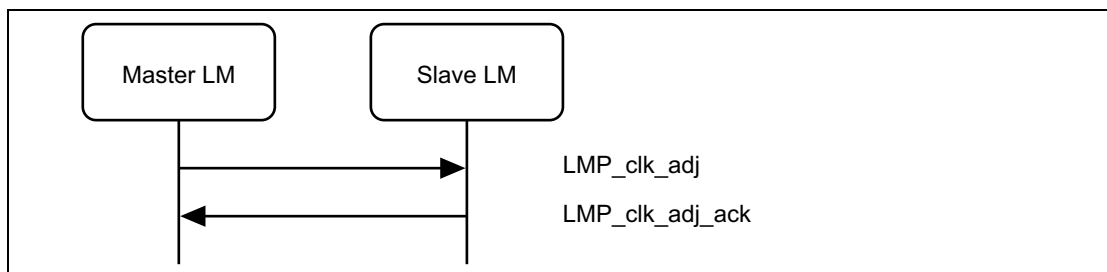 Master LM
Slave LM
LMP_clk_adj
LMP_clk_adj_ack